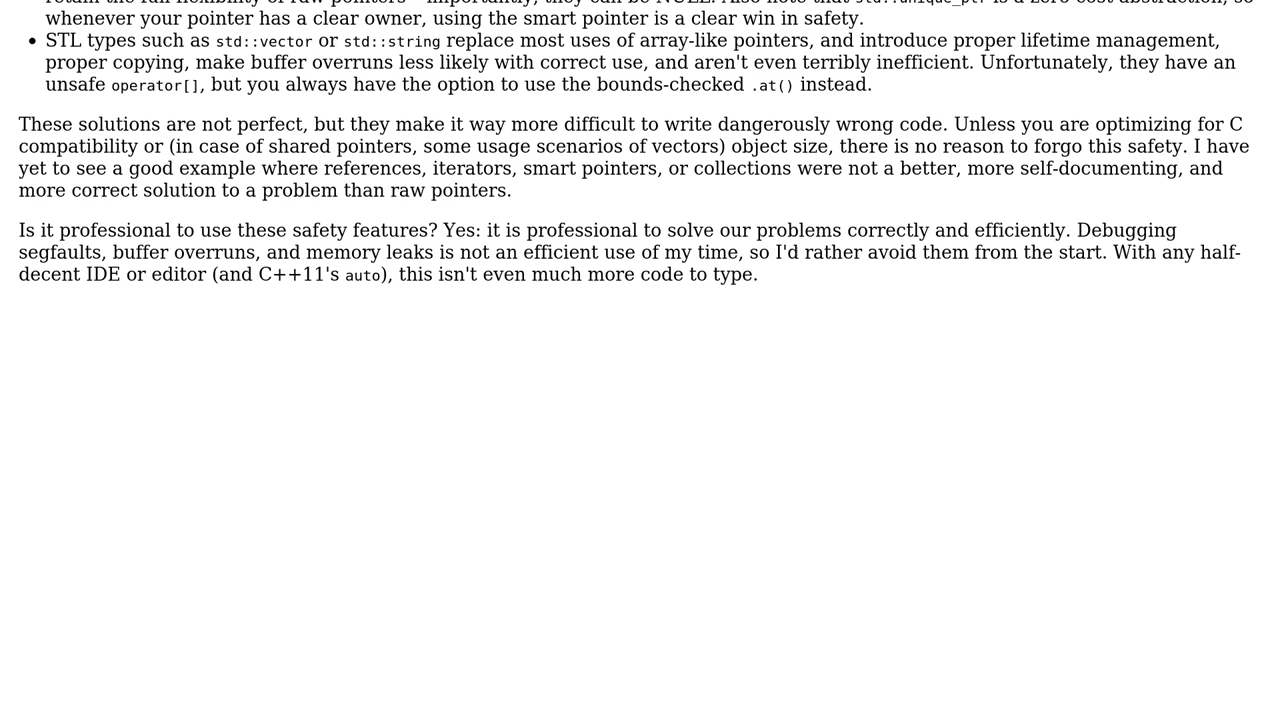 whenever your pointer has a clear owner, using the smart pointer is a clear win in safety.
• STL types such as std::vector or std::string replace most uses of array-like pointers, and introduce proper lifetime management,
proper copying, make buffer overruns less likely with correct use, and aren't even terribly inefficient. Unfortunately, they have an
unsafe operator[], but you always have the option to use the bounds-checked .at() instead.
These solutions are not perfect, but they make it way more difficult to write dangerously wrong code. Unless you are optimizing for C
compatibility or (in case of shared pointers, some usage scenarios of vectors) object size, there is no reason to forgo this safety. I have
yet to see a good example where references, iterators, smart pointers, or collections were not a better, more self-documenting, and
more correct solution to a problem than raw pointers.
Is it professional to use these safety features? Yes: it is professional to solve our problems correctly and efficiently. Debugging
segfaults, buffer overruns, and memory leaks is not an efficient use of my time, so I'd rather avoid them from the start. With any half-
decent IDE or editor (and C++11's auto), this isn't even much more code to type.